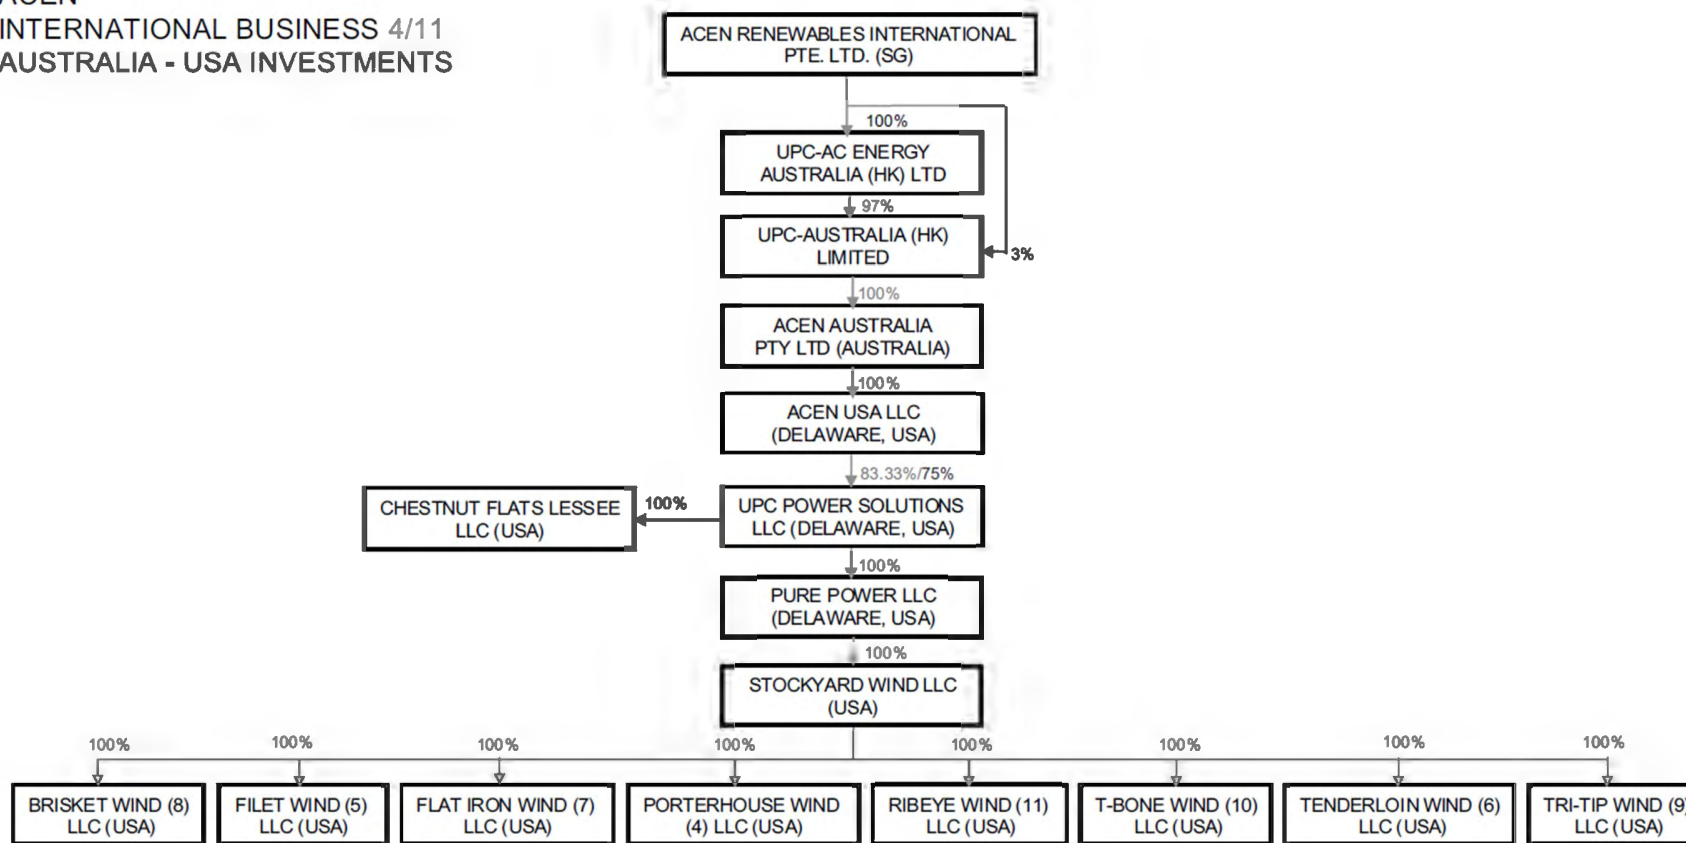 ACEN
INTERNATIONAL BUSINESS 4/11
AUSTRALIA - USA INVESTMENTS
ACEN RENEWABLES INTERNATIONAL
PTE. LTD. (SG)
100%
UPC-AC ENERGY
AUSTRALIA (HK) LTD
97%
UPC-AUSTRALIA (HK)
LIMITED
3%
100%
ACEN AUSTRALIA
PTY LTD (AUSTRALIA)
100%
ACEN USA LLC
(DELAWARE, USA)
83.33%/75%
CHESTNUT FLATS LESSEE
LLC (USA)
100%
UPC POWER SOLUTIONS
LLC (DELAWARE, USA)
100%
PURE POWER LLC
(DELAWARE, USA)
100%
STOCKYARD WIND LLC
(USA)
100% 100% 100% 100% 100% 100% 100% 100%
BRISKET WIND (8)
LLC (USA)
FILET WIND (5)
LLC (USA)
FLAT IRON WIND (7)
LLC (USA)
PORTERHOUSE WIND
(4) LLC (USA)
RIBEYE WIND (11)
LLC (USA)
T-BONE WIND (10)
LLC (USA)
TENDERLOIN WIND (6)
LLC (USA)
TRI-TIP WIND (9)
LLC (USA)